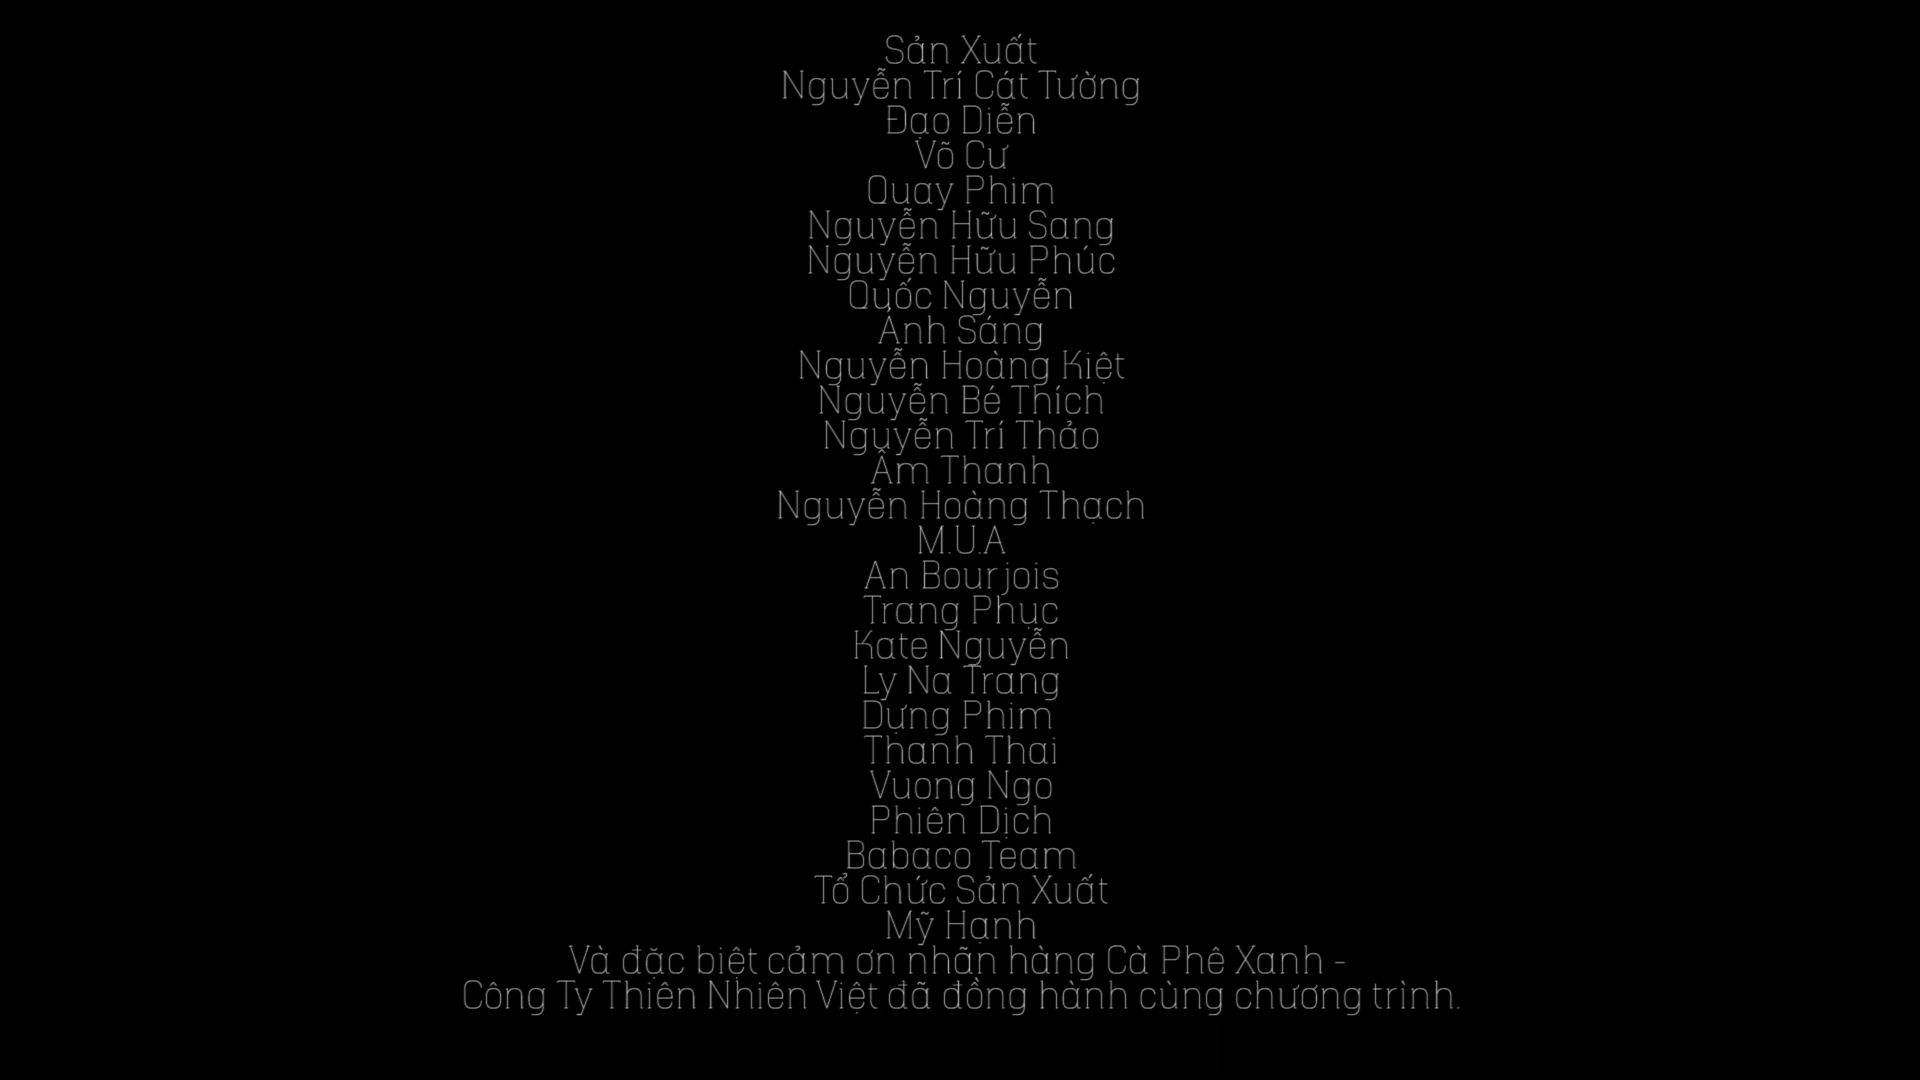 Sản Xuất
Nguyễn Trí Cát Tường
Đạo Diễn
Võ Cư
Quay Phim
Nguyễn Hữu Sang
Nguyễn Hữu Phúc
Quốc Nguyễn
Ánh Sáng
Nguyễn Hoàng Kiệt
Nguyễn Bé Thích
Nguyễn Trí Thảo
Âm Thanh
Nguyễn Hoàng Thạch
M.U.A
An Bourjois
Trang Phục
Kate Nguyễn
Ly Na Trang
Dựng Phim
Thanh Thai
Vuong Ngo
Phiên Dịch
Babaco Team
Tổ Chức Sản Xuất
Mỹ Hạnh
Và đặc biệt cảm ơn nhãn hàng Cà Phê Xanh -
Công Ty Thiên Nhiên Việt đã đồng hành cùng chương trình.